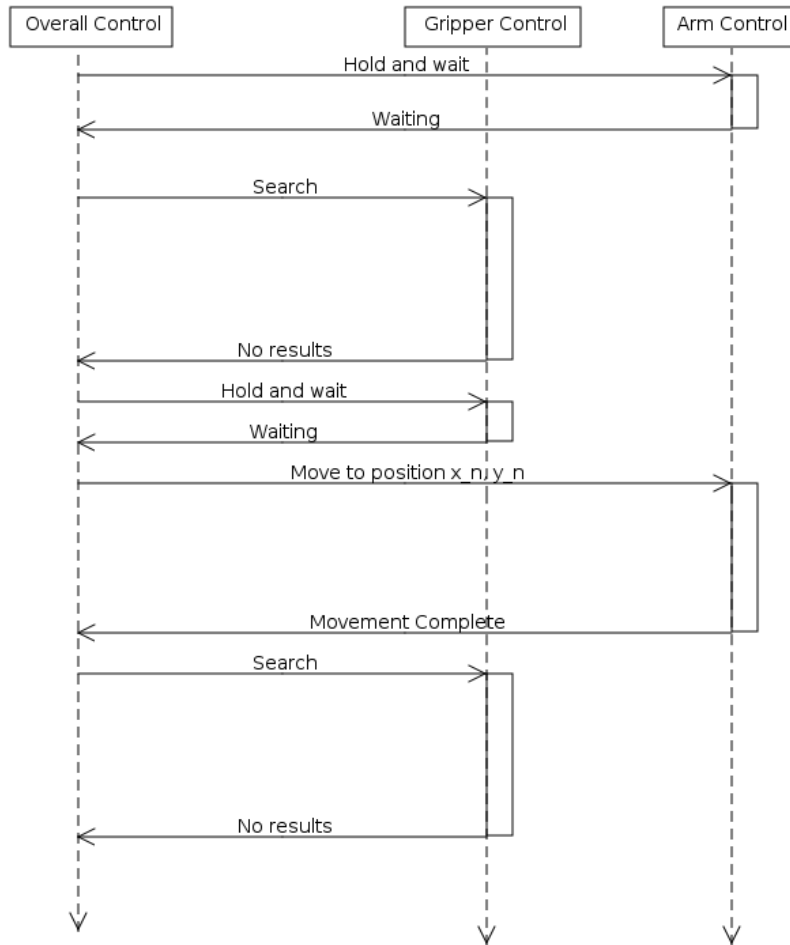 Overall Control
Gripper Control
Arm Control
Hold and wait
Waiting
Search
No results
Hold and wait
Waiting
Move to position x_n, y_n
Movement Complete
Search
No results